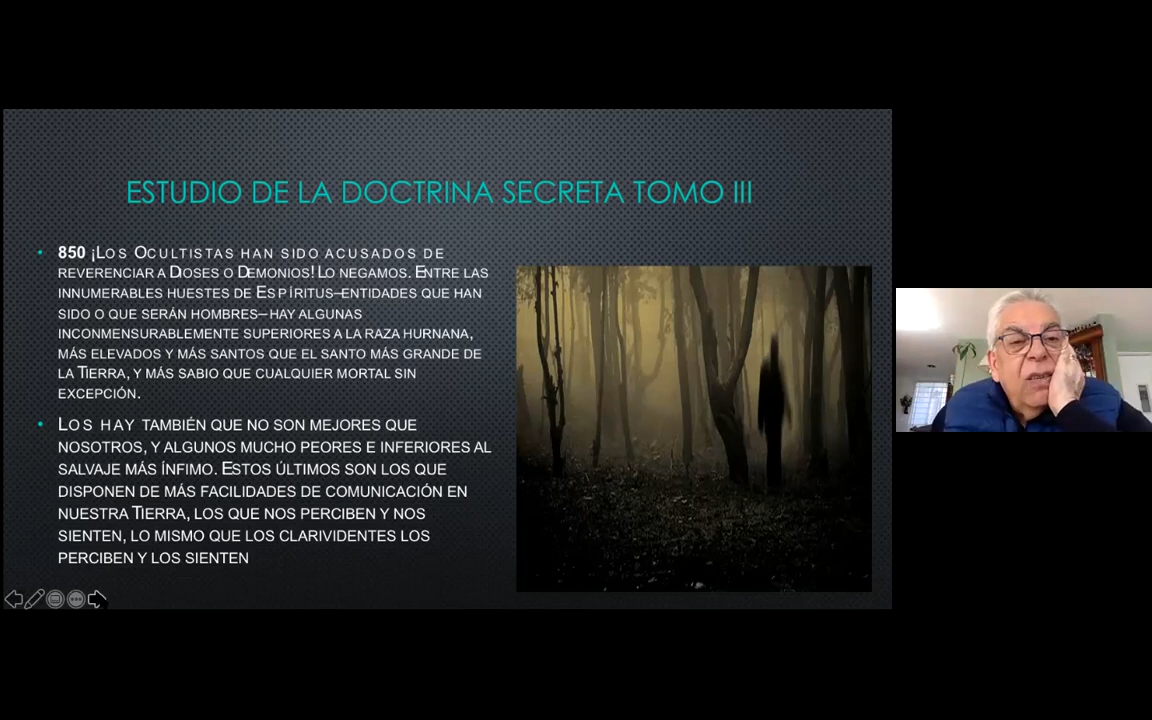 ESTUDIO DE LA DOCTRINA SECRETA TOMO III
• 850 ¡LOS OCULTISTAS HAN SIDO ACUSADOS DE
REVERENCIAR A DIOSES O DEMONIOS! LO NEGAMOS. ENTRE LAS
INNUMERABLES HUESTES DE ESPÍRITUS—ENTIDADES QUE HAN
SIDO O QUE SERÁN HOMBRES—HAY ALGUNAS
INCONMENSURABLEMENTE SUPERIORES A LA RAZA HURNANA,
MÁS ELEVADOS Y MÁS SANTOS QUE EL SANTO MÁS GRANDE DE
LA TIERRA, Y MÁS SABIO QUE CUALQUIER MORTAL SIN
EXCEPCIÓN.
• LOS HAY TAMBIÉN QUE NO SON MEJORES QUE
NOSOTROS, Y ALGUNOS MUCHO PEORES E INFERIORES AL
SALVAJE MÁS ÍNFIMO. ESTOS ÚLTIMOS SON LOS QUE
DISPONEN DE MÁS FACILIDADES DE COMUNICACIÓN EN
NUESTRA TIERRA, LOS QUE NOS PERCIBEN Y NOS
SIENTEN, LO MISMO QUE LOS CLARIVIDENTES LOS
PERCIBEN Y LOS SIENTEN